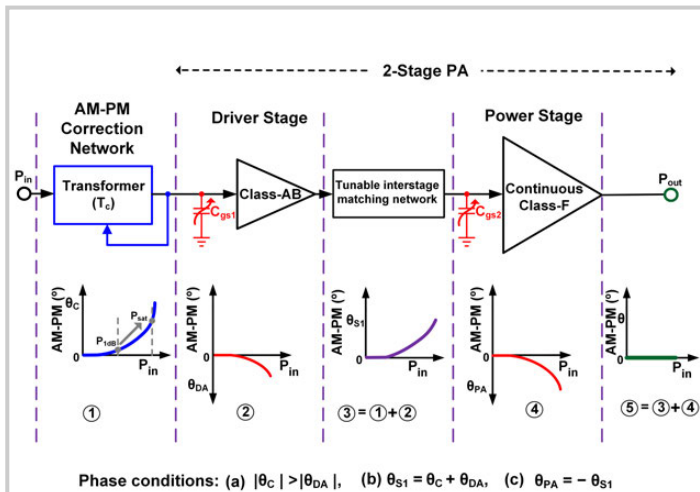 2-Stage PA
AM-PM
Correction
Network
Driver Stage
Power Stage
Pin
Transformer
(Tc)
Cgs1
Class-AB
Tunable interstage
matching network
Cgs2
Continuous
Class-F
Pout
AM-PM (°)
θC
P1dB
Psat
0
Pin
①
AM-PM (°)
0
Pin
θDA
②
AM-PM (°)
θS1
0
Pin
③ = ① + ②
AM-PM (°)
0
Pin
θPA
④
AM-PM (°)
θ
0
Pin
⑤ = ③ + ④
Phase conditions: (a) |θC| >|θDA|, (b) θS1 = θC + θDA, (c) θPA = − θS1